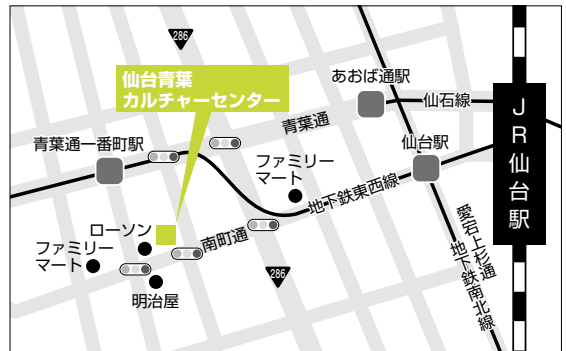 286
仙台青葉
カルチャーセンター
あおば通駅
仙石線
JR仙台駅
青葉通
青葉通一番町駅
仙台駅
ファミリー
マート
地下鉄東西線
ローソン
南町通
愛宕上杉通
地下鉄南北線
ファミリー
マート
286
明治屋